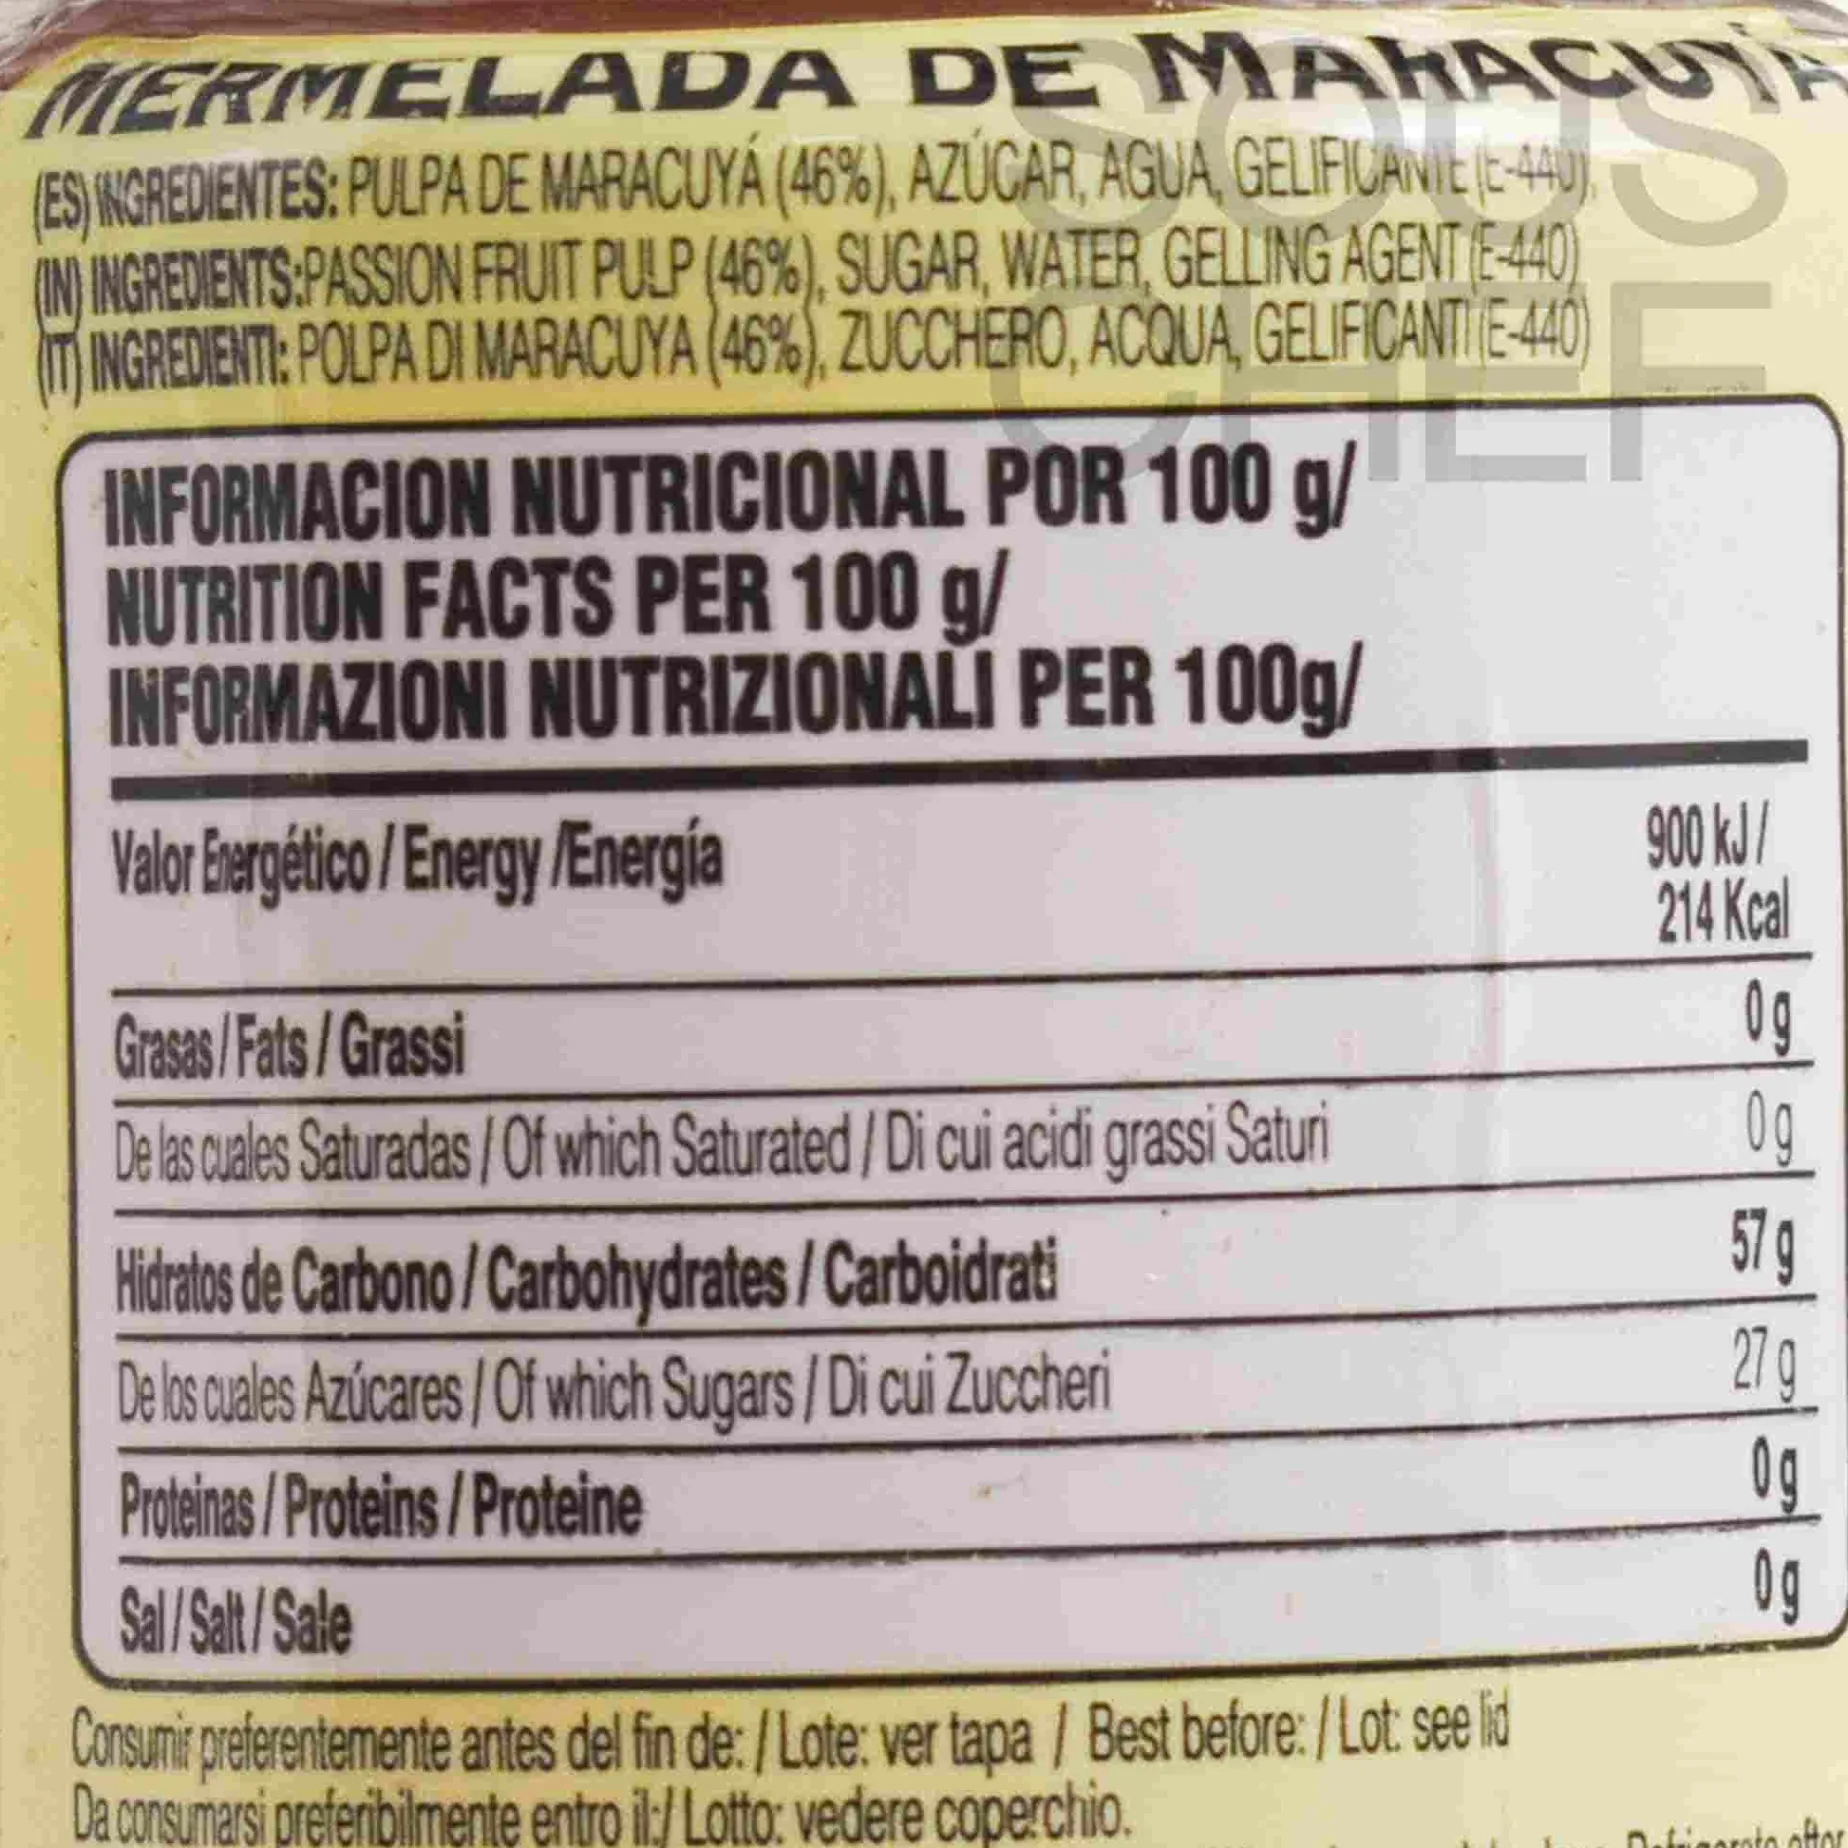 MERMELADA DE MARACUYÁ
(ES) INGREDIENTES: PULPA DE MARACUYÁ (46%), AZÚCAR, AGUA, GELIFICANTE (E-440).
(IN) INGREDIENTS:PASSION FRUIT PULP (46%), SUGAR, WATER, GELLING AGENT (E-440)
(IT) INGREDIENTI: POLPA DI MARACUYA (46%), ZUCCHERO, ACQUA, GELIFICANTI (E-440)
SOUS
CHEF
INFORMACION NUTRICIONAL POR 100 g/
NUTRITION FACTS PER 100 g/
INFORMAZIONI NUTRIZIONALI PER 100g/
Valor Energético / Energy /Energía 900 kJ /
214 Kcal
Grasas / Fats / Grassi 0 g
De las cuales Saturadas / Of which Saturated / Di cui acidi grassi Saturi 0 g
Hidratos de Carbono / Carbohydrates / Carboidrati 57 g
De los cuales Azúcares / Of which Sugars / Di cui Zuccheri 27 g
Proteinas / Proteins / Proteine 0 g
Sal / Salt / Sale 0 g
Consumir preferentemente antes del fin de: / Lote: ver tapa / Best before: / Lot: see lid
Da consumarsi preferibilmente entro il:/ Lotto: vedere coperchio.
Refrigerate after